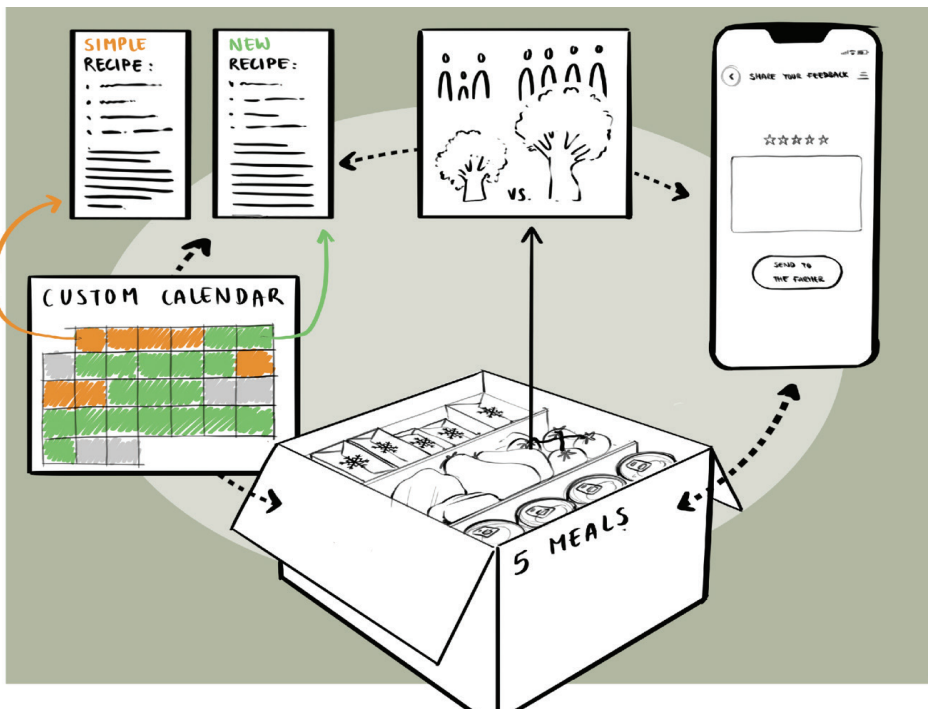 SIMPLE
RECIPE:
NEW
RECIPE:
VS.
SHARE YOUR FEEDBACK
SEND TO
THE FARMER
CUSTOM CALENDAR
5 MEALS